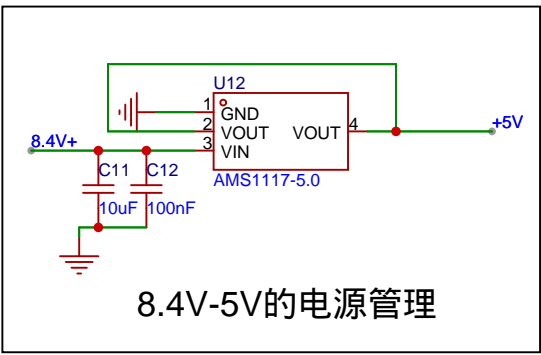 U12
1 GND
2 VOUT VOUT 4
3 VIN
+5V
8.4V+
C11 C12
AMS1117-5.0
10uF 100nF
8.4V-5V的电源管理